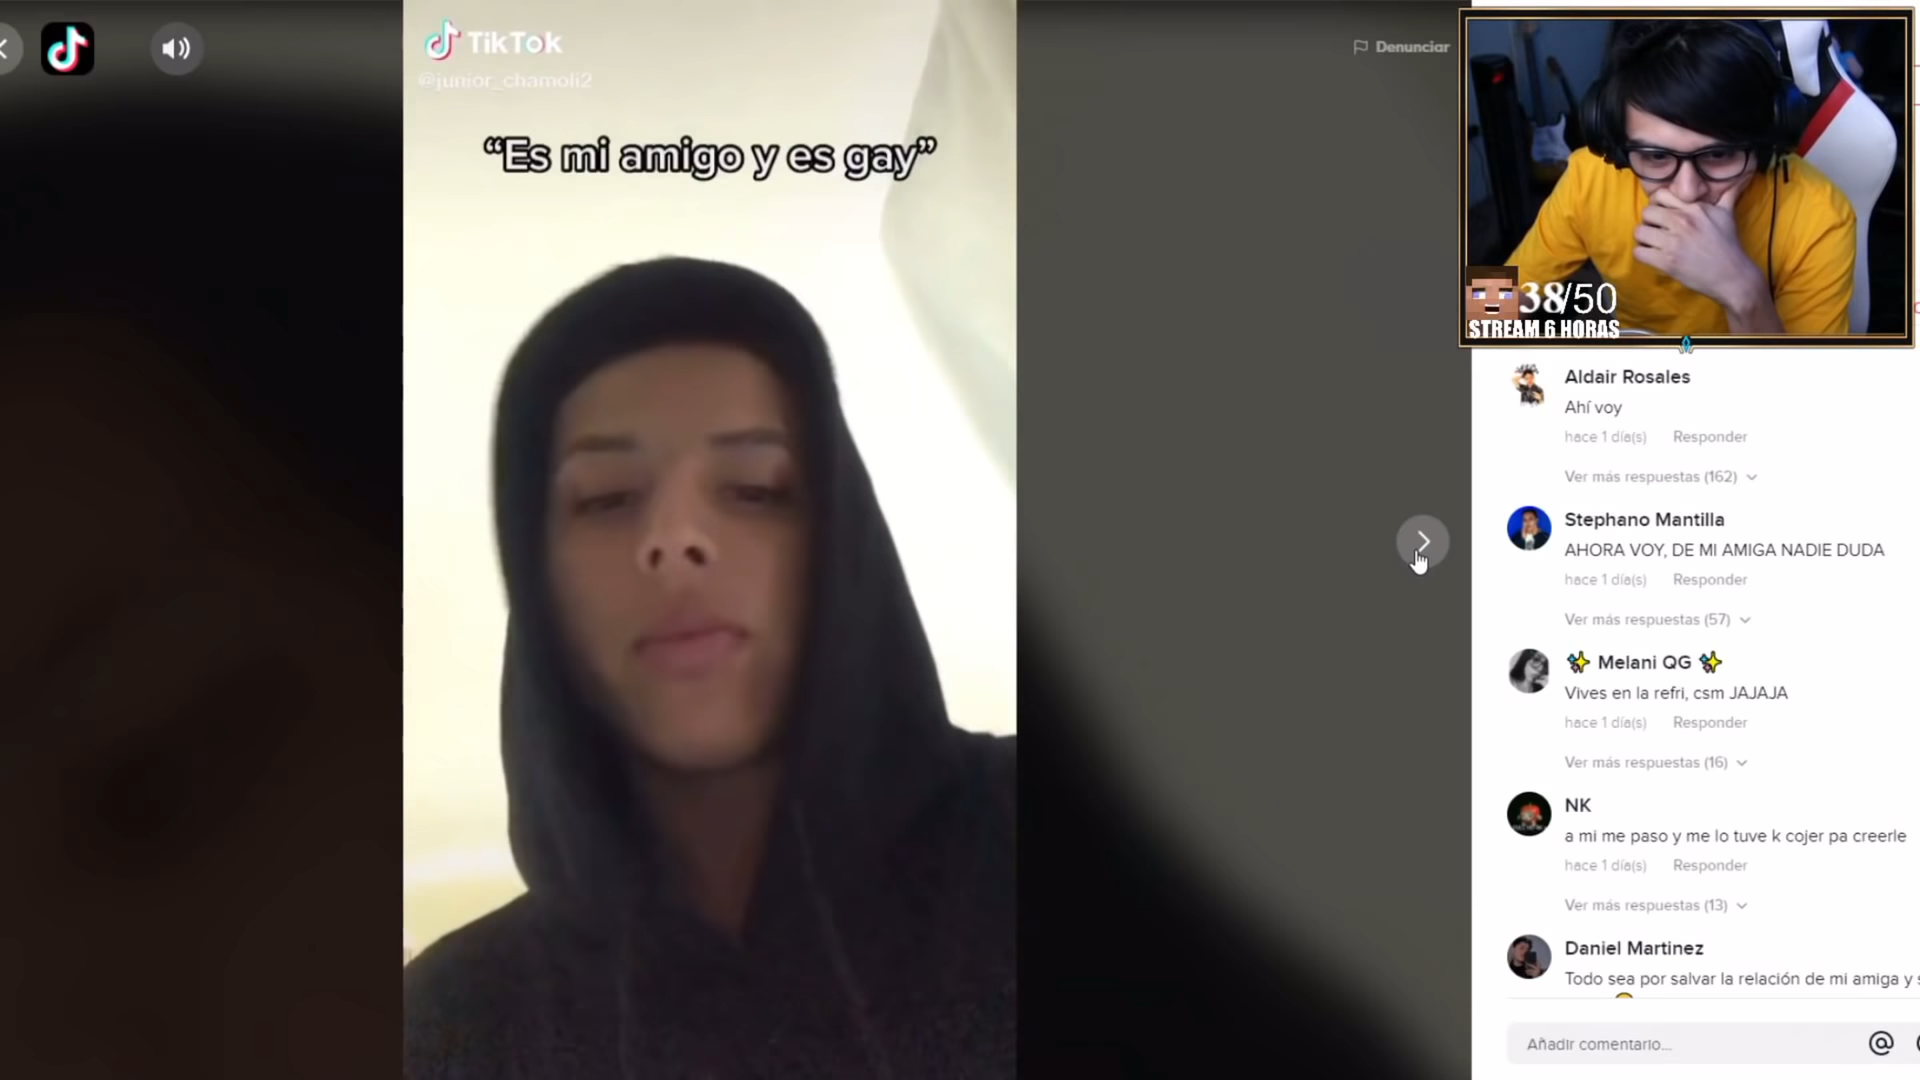 TikTok
@junior_chamoli2
"Es mi amigo y es gay"
Denunciar
38/50
STREAM 6 HORAS
Aldair Rosales
Ahí voy
hace 1 día(s) Responder
Ver más respuestas (162)
Stephano Mantilla
AHORA VOY, DE MI AMIGA NADIE DUDA
hace 1 día(s) Responder
Ver más respuestas (57)
✨ Melani QG ✨
Vives en la refri, csm JAJAJA
hace 1 día(s) Responder
Ver más respuestas (16)
NK
a mi me paso y me lo tuve k cojer pa creerle
hace 1 día(s) Responder
Ver más respuestas (13)
Daniel Martinez
Todo sea por salvar la relación de mi amiga y
Añadir comentario...
@